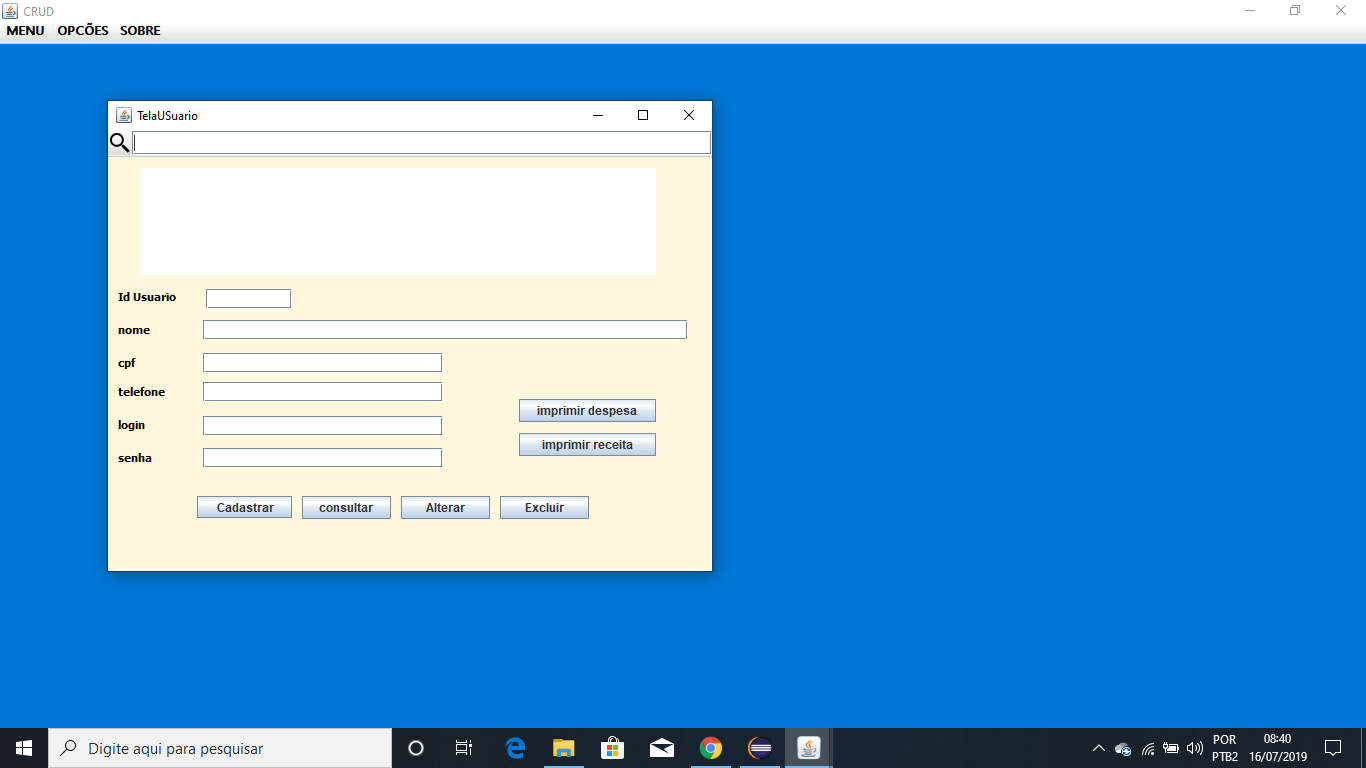 CRUD
MENU OPCÕES SOBRE
TelaUSuario
Id Usuario
nome
cpf
telefone
imprimir despesa
login
imprimir receita
senha
Cadastrar consultar Alterar Excluir
Digite aqui para pesquisar
POR 08:40
PTB2 16/07/2019